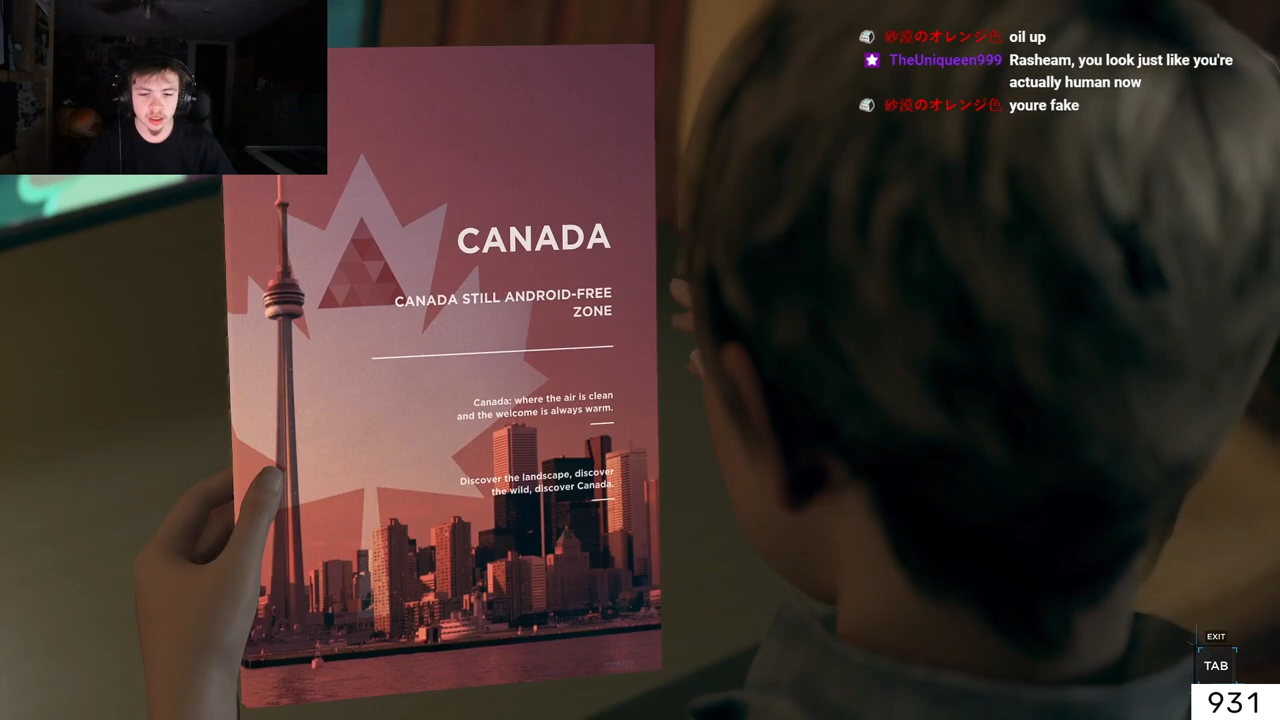 砂漠のオレンジ色 oil up
TheUniqueen999 Rasheam, you look just like you're
actually human now
砂漠のオレンジ色 youre fake
CANADA
CANADA STILL ANDROID-FREE
ZONE
Canada: where the air is clean
and the welcome is always warm.
Discover the landscape, discover
the wild, discover Canada.
EXIT
TAB
931